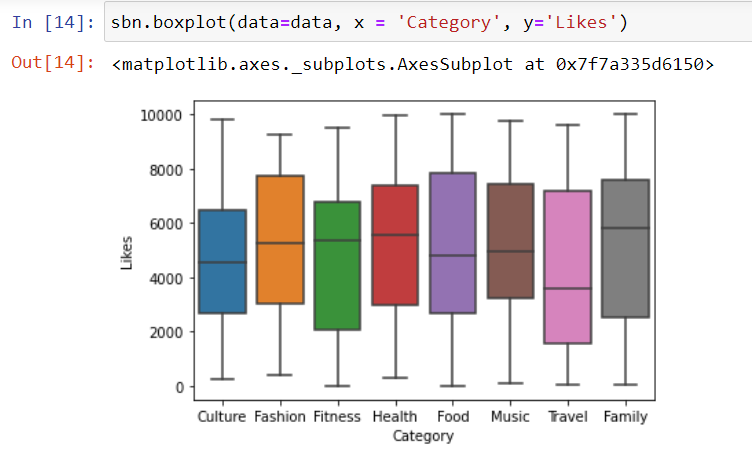 In [14]: sbn.boxplot(data=data, x = 'Category', y='Likes')
Out[14]: <matplotlib.axes._subplots.AxesSubplot at 0x7f7a335d6150>
10000
8000
6000
4000
2000
0
Likes
Culture Fashion Fitness Health Food Music Travel Family
Category